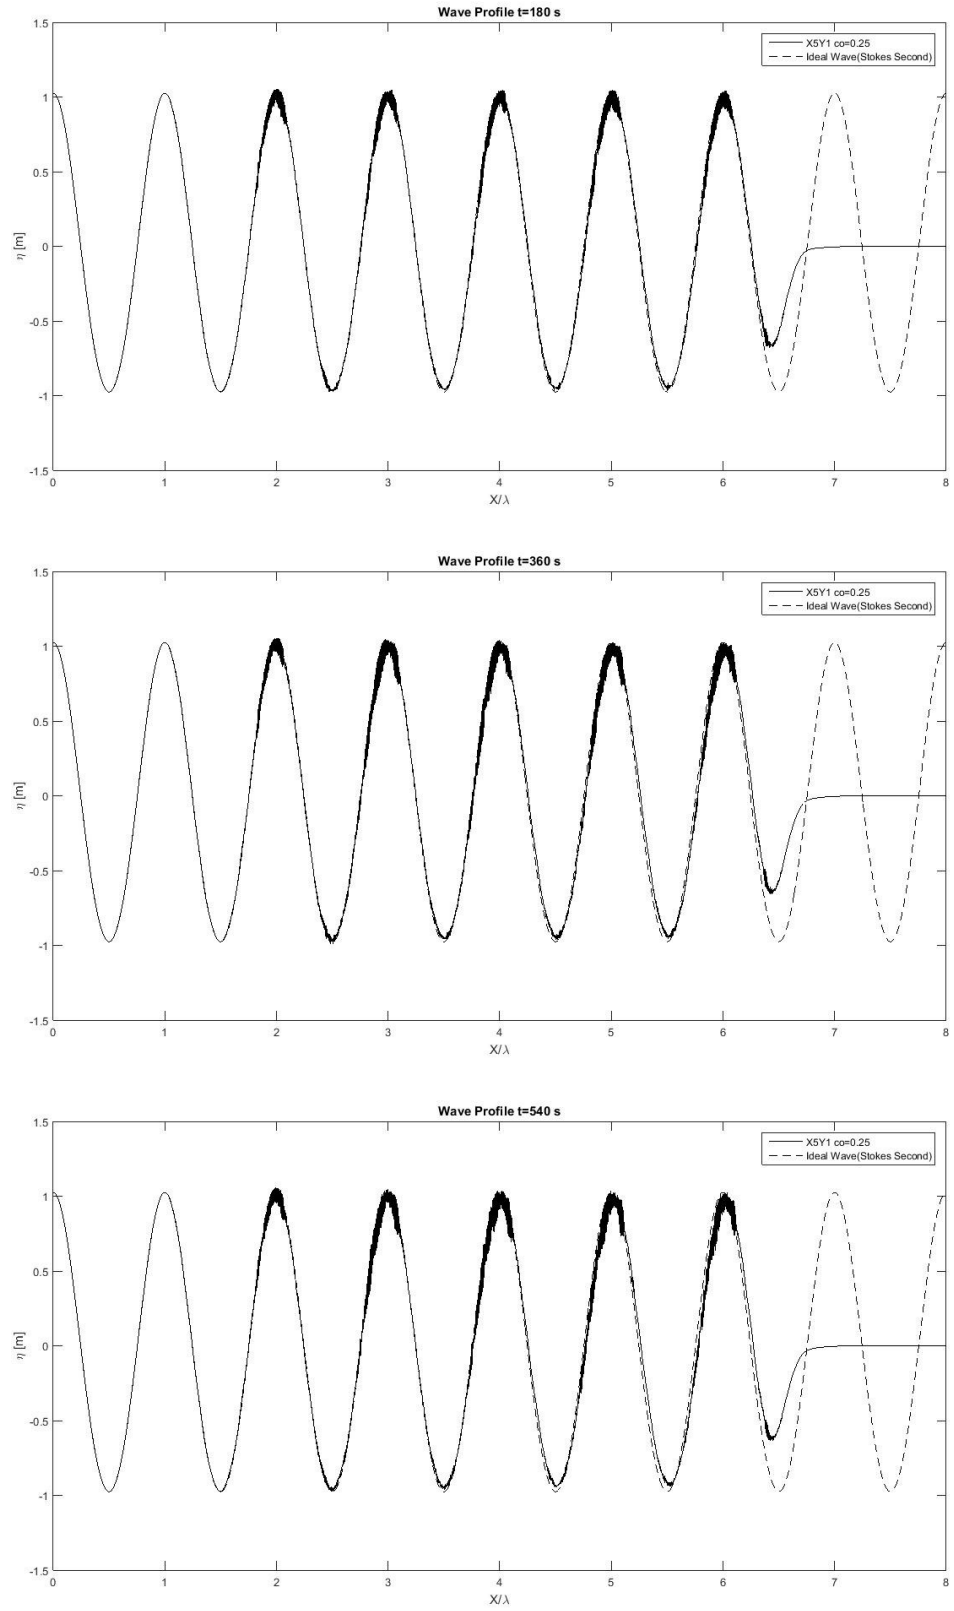 Wave Profile t=180 s
1.5
1
0.5
0
-0.5
-1
-1.5
η [m]
X5Y1 co=0.25
Ideal Wave(Stokes Second)
0 1 2 3 4 5 6 7 8
X/λ
Wave Profile t=360 s
1.5
1
0.5
0
-0.5
-1
-1.5
η [m]
X5Y1 co=0.25
Ideal Wave(Stokes Second)
0 1 2 3 4 5 6 7 8
X/λ
Wave Profile t=540 s
1.5
1
0.5
0
-0.5
-1
-1.5
η [m]
X5Y1 co=0.25
Ideal Wave(Stokes Second)
0 1 2 3 4 5 6 7 8
X/λ